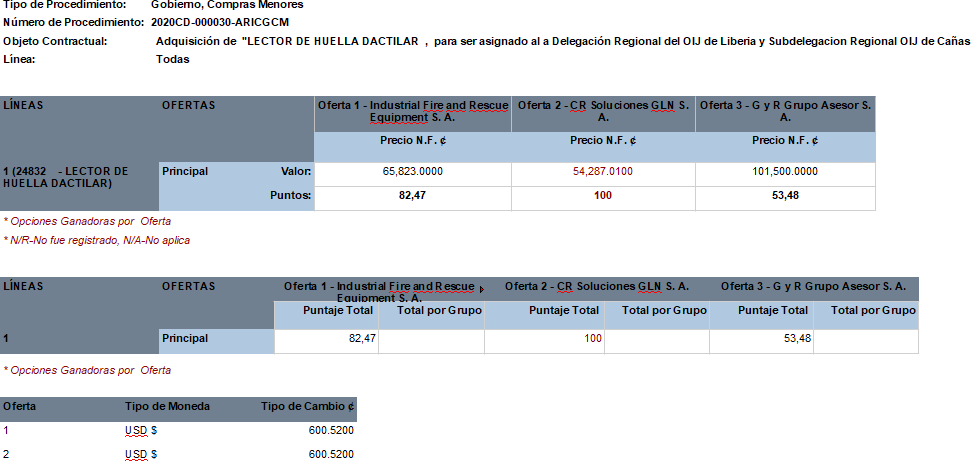 Tipo de Procedimiento: Gobierno, Compras Menores
Número de Procedimiento: 2020CD-000030-ARICGCM
Objeto Contractual: Adquisición de "LECTOR DE HUELLA DACTILAR , para ser asignado al a Delegación Regional del OIJ de Liberia y Subdelegacion Regional OIJ de Cañas
Línea: Todas
LÍNEAS OFERTAS Oferta 1 - Industrial Fire and Rescue Equipment S. A. Oferta 2 - CR Soluciones GLN S. A. Oferta 3 - G y R Grupo Asesor S. A.
Precio N.F. ¢ Precio N.F. ¢ Precio N.F. ¢
1 (24832 - LECTOR DE HUELLA DACTILAR) Principal Valor: 65,823.0000 54,287.0100 101,500.0000
Puntos: 82,47 100 53,48
* Opciones Ganadoras por Oferta
* N/R-No fue registrado, N/A-No aplica
LÍNEAS OFERTAS Oferta 1 - Industrial Fire and Rescue Equipment S. A. Oferta 2 - CR Soluciones GLN S. A. Oferta 3 - G y R Grupo Asesor S. A.
Puntaje Total Total por Grupo Puntaje Total Total por Grupo Puntaje Total Total por Grupo
1 Principal 82,47 100 53,48
* Opciones Ganadoras por Oferta
Oferta Tipo de Moneda Tipo de Cambio ¢
1 USD $ 600.5200
2 USD $ 600.5200